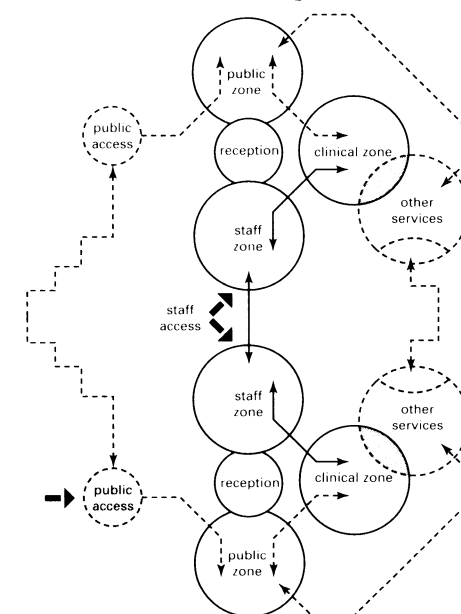 public
zone
public
access
reception
clinical zone
other
services
staff
zone
staff
access
staff
zone
other
services
reception
clinical zone
public
access
public
zone